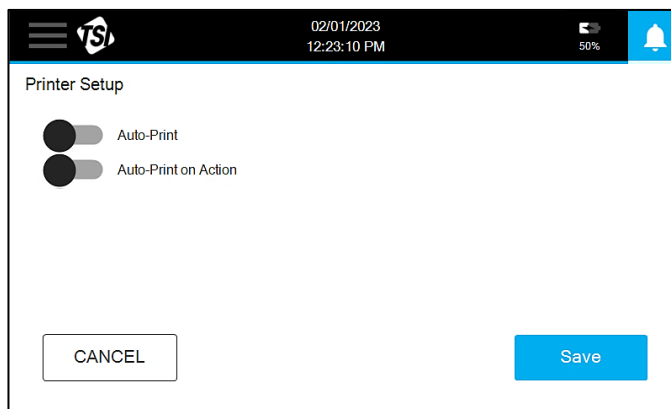 TSI
02/01/2023
12:23:10 PM
50%
Printer Setup
Auto-Print
Auto-Print on Action
CANCEL
Save